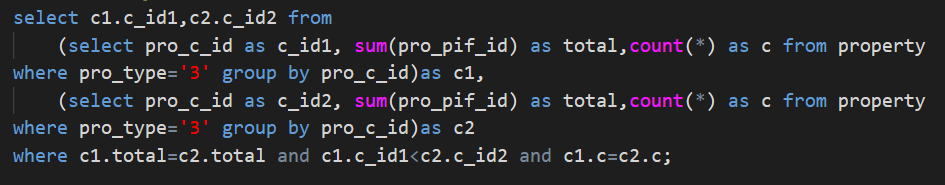 select c1.c_id1,c2.c_id2 from
(select pro_c_id as c_id1, sum(pro_pif_id) as total,count(*) as c from property
where pro_type='3' group by pro_c_id)as c1,
(select pro_c_id as c_id2, sum(pro_pif_id) as total,count(*) as c from property
where pro_type='3' group by pro_c_id)as c2
where c1.total=c2.total and c1.c_id1<c2.c_id2 and c1.c=c2.c;